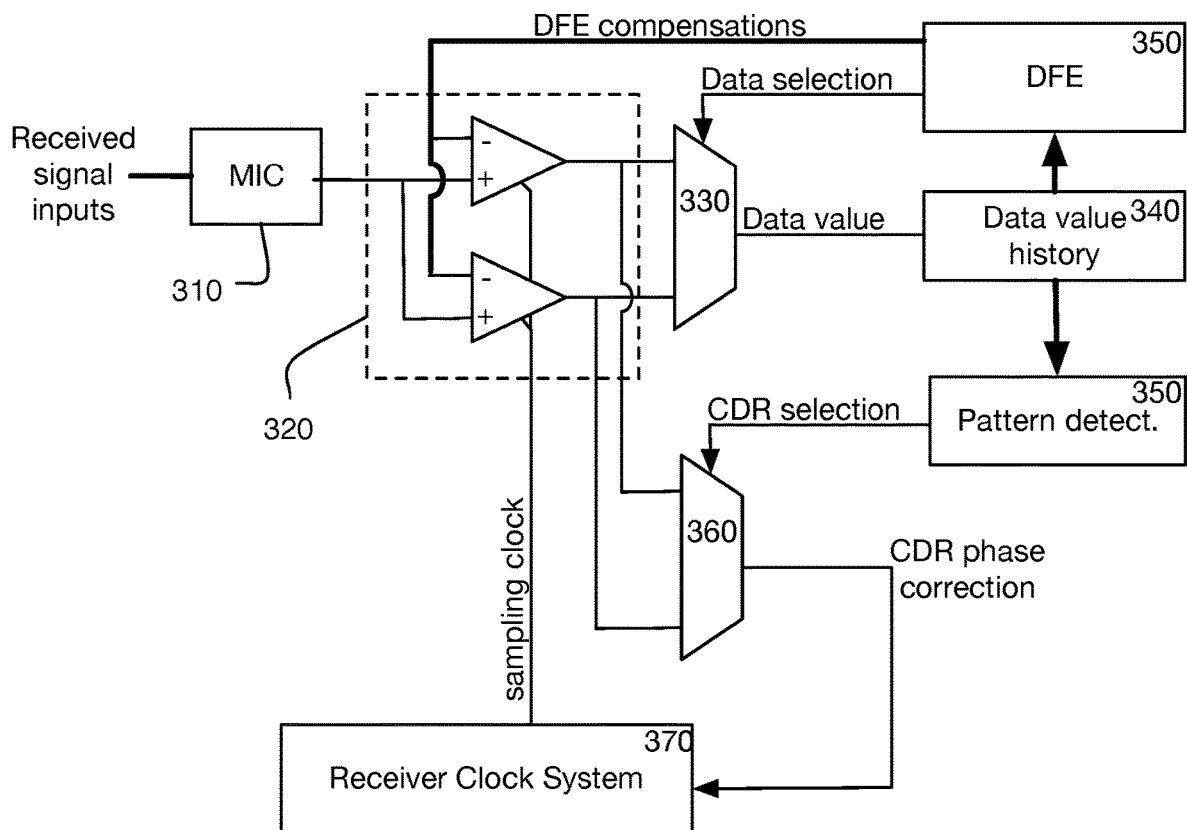 DFE compensations
350
DFE
Data selection
Received
signal
inputs
MIC
-
+
330
Data value
340
Data value
history
310
-
+
320
350
Pattern detect.
CDR selection
360
CDR phase
correction
sampling clock
370
Receiver Clock System